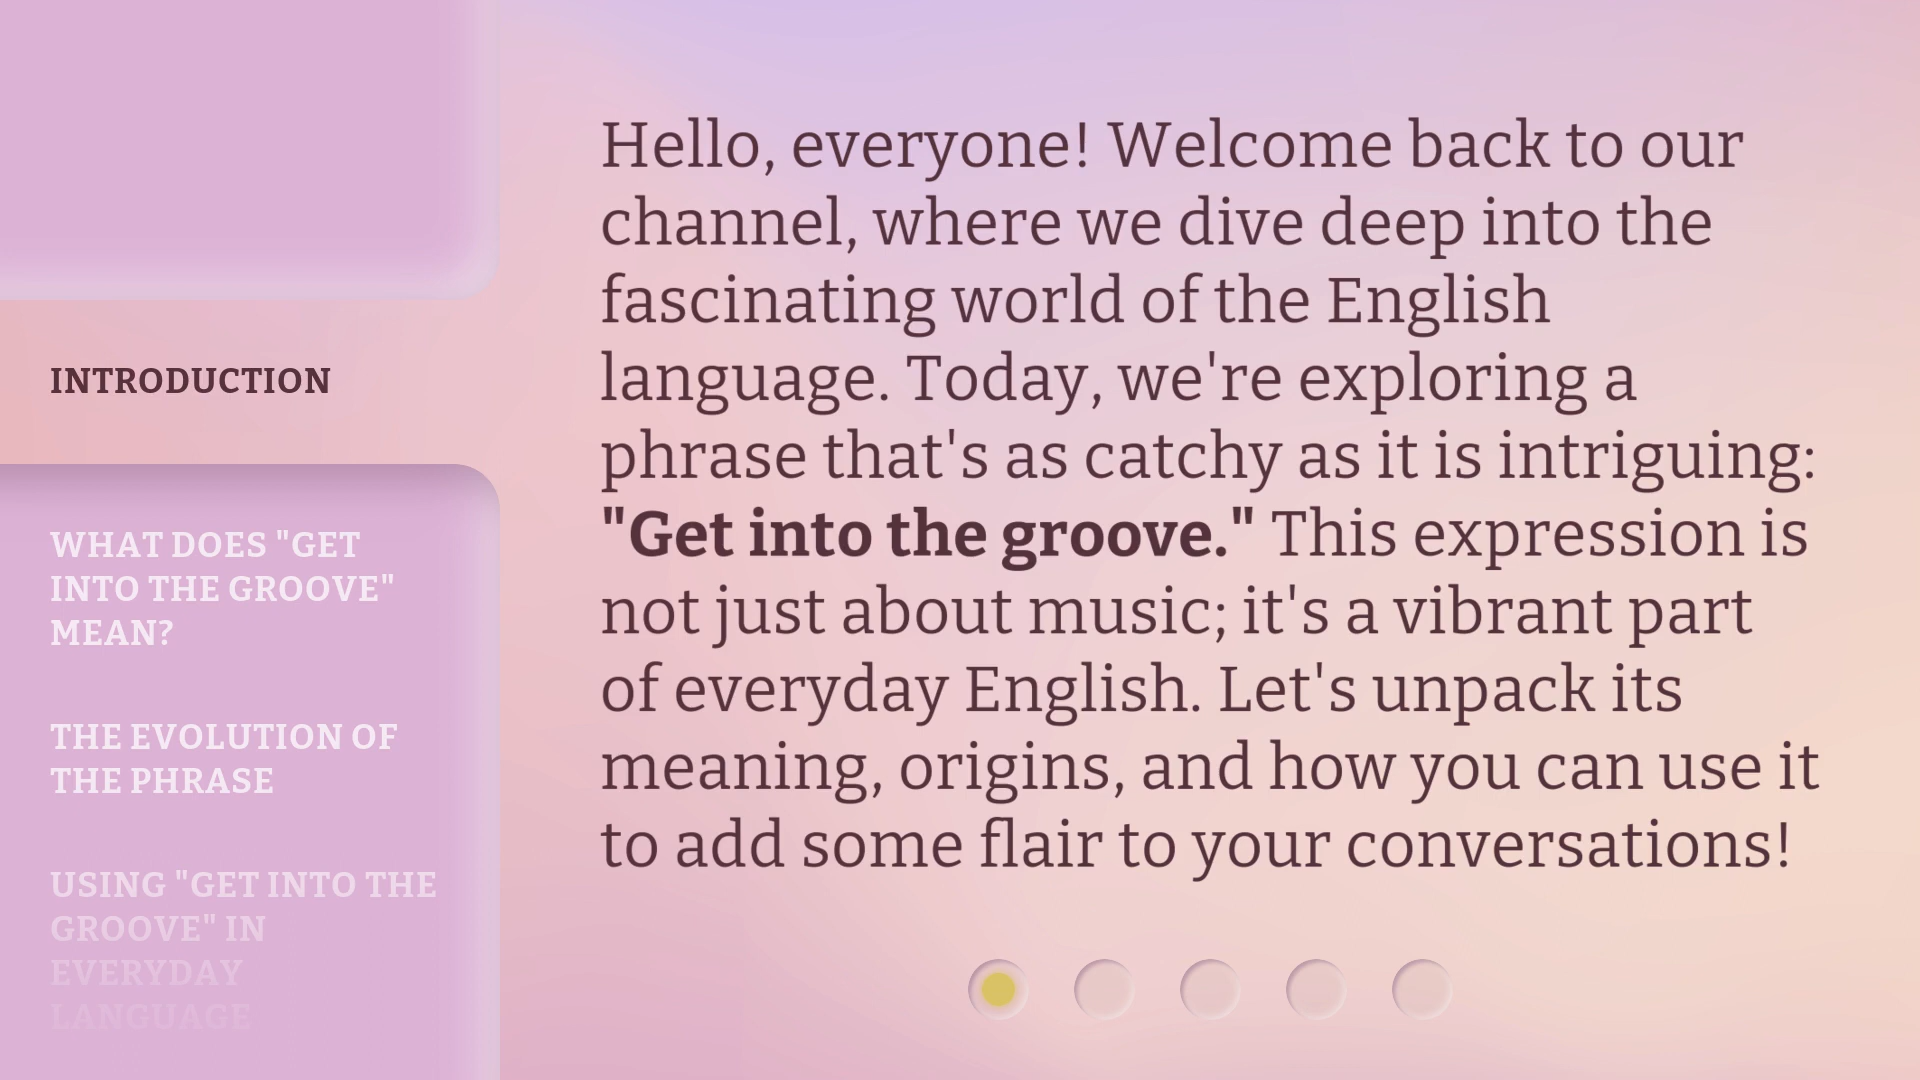 INTRODUCTION
WHAT DOES "GET
INTO THE GROOVE"
MEAN?
THE EVOLUTION OF
THE PHRASE
USING "GET INTO THE
GROOVE" IN
EVERYDAY
LANGUAGE
Hello, everyone! Welcome back to our
channel, where we dive deep into the
fascinating world of the English
language. Today, we're exploring a
phrase that's as catchy as it is intriguing:
"Get into the groove." This expression is
not just about music; it's a vibrant part
of everyday English. Let's unpack its
meaning, origins, and how you can use it
to add some flair to your conversations!